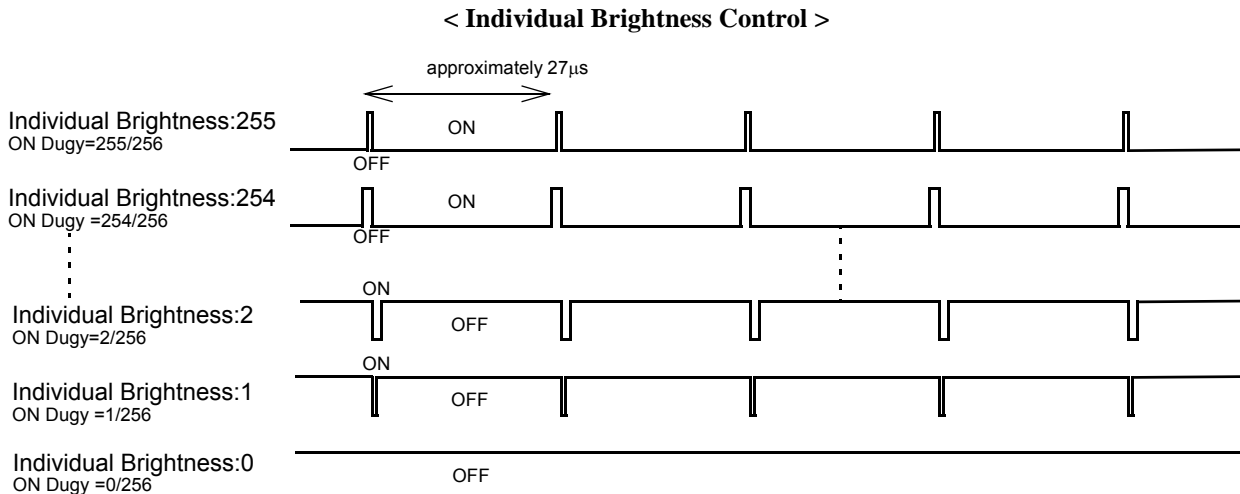 < Individual Brightness Control >
approximately 27μs
Individual Brightness:255
ON Dugy=255/256
ON
OFF
Individual Brightness:254
ON Dugy =254/256
ON
OFF
Individual Brightness:2
ON Dugy=2/256
ON
OFF
Individual Brightness:1
ON Dugy =1/256
ON
OFF
Individual Brightness:0
ON Dugy =0/256
OFF